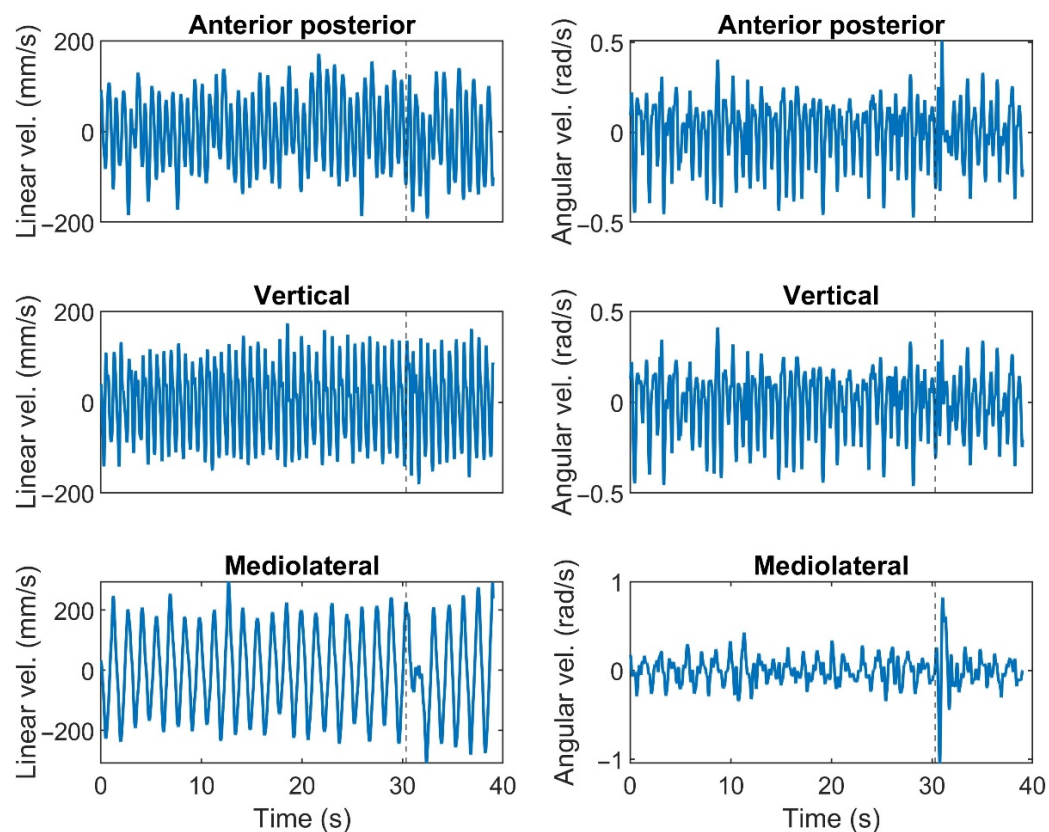 Anterior posterior
Linear vel. (mm/s)
200
0
−200
Anterior posterior
Angular vel. (rad/s)
0.5
0
−0.5
Vertical
Linear vel. (mm/s)
200
0
−200
Vertical
Angular vel. (rad/s)
0.5
0
−0.5
Mediolateral
Linear vel. (mm/s)
200
0
−200
0 10 20 30 40
Time (s)
Mediolateral
Angular vel. (rad/s)
1
0
−1
0 10 20 30 40
Time (s)